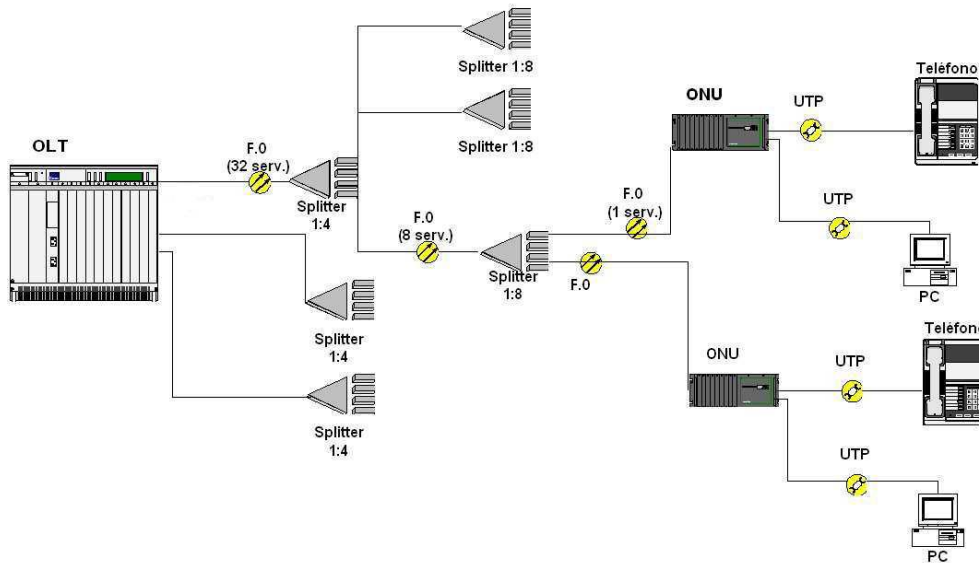 Splitter 1:8
Splitter 1:8
OLT
F.0
(32 serv.)
Splitter
1:4
F.0
(8 serv.)
Splitter
1:8
F.0
(1 serv.)
F.0
ONU
UTP
Teléfono
UTP
PC
Splitter
1:4
Splitter
1:4
ONU
UTP
Teléfono
UTP
PC